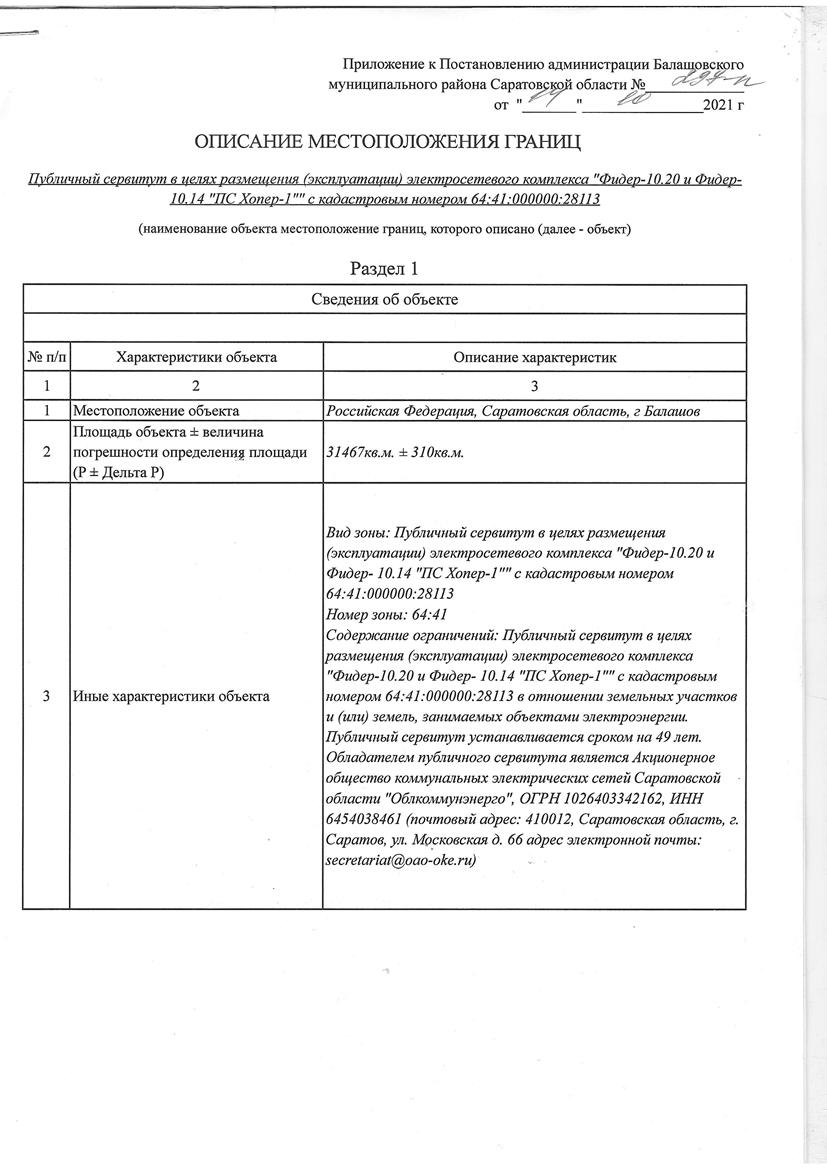 Приложение к Постановлению администрации Балашовского
муниципального района Саратовской области №
от " " 2021 г
ОПИСАНИЕ МЕСТОПОЛОЖЕНИЯ ГРАНИЦ
Публичный сервитут в целях размещения (эксплуатации) электросетевого комплекса "Фидер-10.20 и Фидер-
10.14 "ПС Хопер-1"" с кадастровым номером 64:41:000000:28113
(наименование объекта местоположение границ, которого описано (далее - объект)
Раздел 1
Сведения об объекте
№ п/п Характеристики объекта Описание характеристик
1 2 3
1 Местоположение объекта Российская Федерация, Саратовская область, г Балашов
Площадь объекта ± величина
2 погрешности определения площади 31467кв.м. ± 310кв.м.
(Р ± Дельта Р)
Вид зоны: Публичный сервитут в целях размещения
(эксплуатации) электросетевого комплекса "Фидер-10.20 и
Фидер- 10.14 "ПС Хопер-1"" с кадастровым номером
64:41:000000:28113
Номер зоны: 64:41
Содержание ограничений: Публичный сервитут в целях
размещения (эксплуатации) электросетевого комплекса
"Фидер-10.20 и Фидер- 10.14 "ПС Хопер-1"" с кадастровым
3 Иные характеристики объекта номером 64:41:000000:28113 в отношении земельных участков
и (или) земель, занимаемых объектами электроэнергии.
Публичный сервитут устанавливается сроком на 49 лет.
Обладателем публичного сервитута является Акционерное
общество коммунальных электрических сетей Саратовской
области "Облкоммунэнерго", ОГРН 1026403342162, ИНН
6454038461 (почтовый адрес: 410012, Саратовская область, г.
Саратов, ул. Московская д. 66 адрес электронной почты:
secretariat@oao-oke.ru)